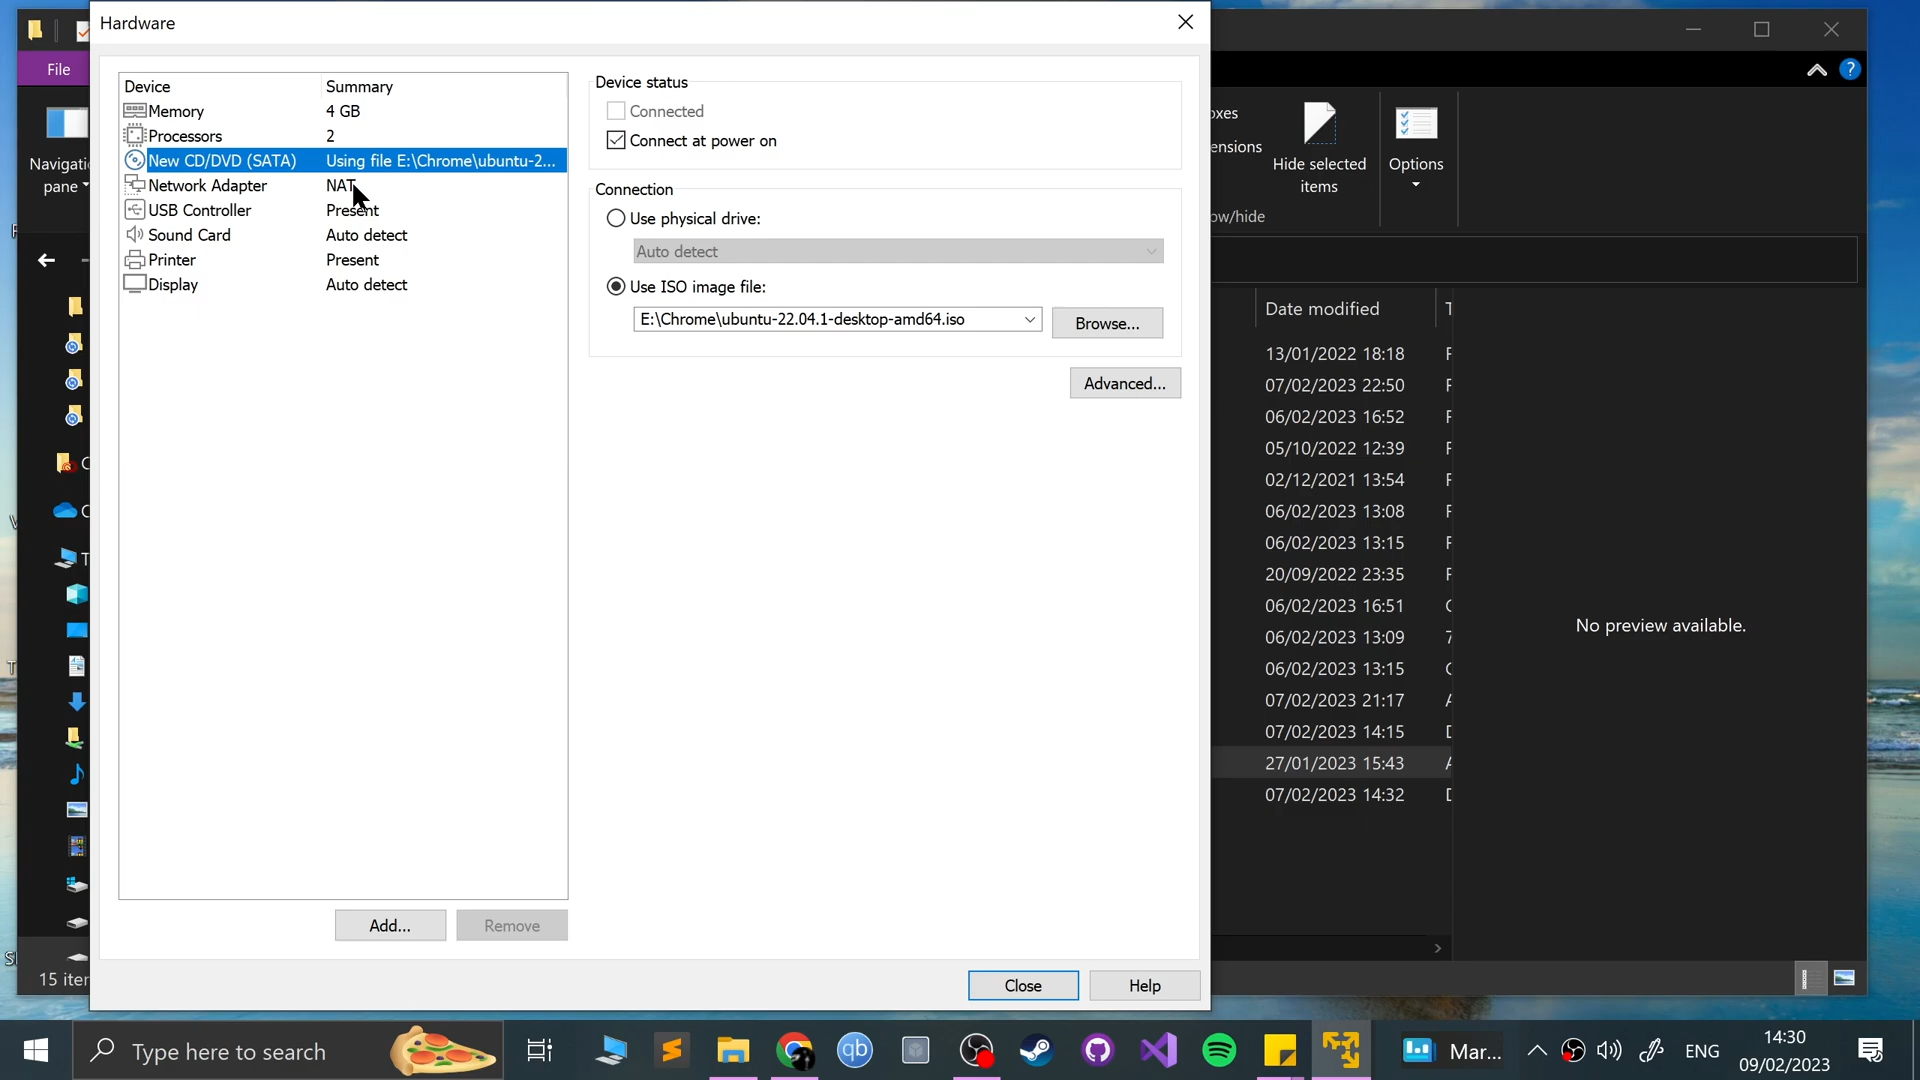 Hardware
File
Navigati
pane
Device Summary
Memory 4 GB
Processors 2
New CD/DVD (SATA) Using file E:\Chrome\ubuntu-2...
Network Adapter NAT
USB Controller Present
Sound Card Auto detect
Printer Present
Display Auto detect
Add...
Remove
Device status
Connected
Connect at power on
Connection
Use physical drive:
Auto detect
Use ISO image file:
E:\Chrome\ubuntu-22.04.1-desktop-amd64.iso
Browse...
Advanced...
Close
Help
oxes
ensions
Hide selected
items
Options
ow/hide
Date modified
13/01/2022 18:18
07/02/2023 22:50
06/02/2023 16:52
05/10/2022 12:39
02/12/2021 13:54
06/02/2023 13:08
06/02/2023 13:15
20/09/2022 23:35
06/02/2023 16:51
06/02/2023 13:09
06/02/2023 13:15
07/02/2023 21:17
07/02/2023 14:15
27/01/2023 15:43
07/02/2023 14:32
No preview available.
15 iter
Type here to search
qb
Mar...
ENG
14:30
09/02/2023